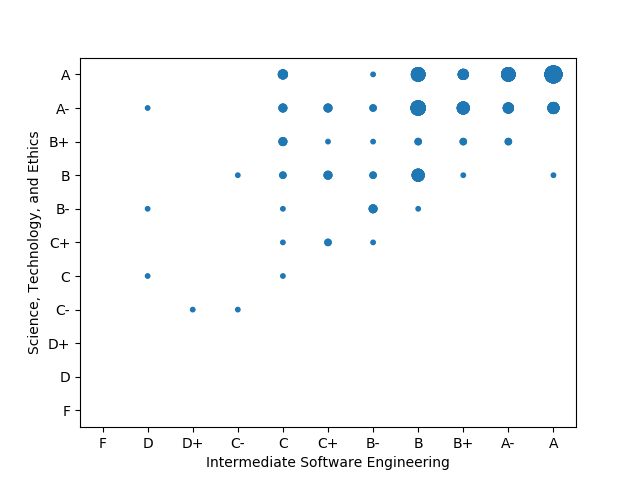 Science, Technology, and Ethics
A
A-
B+
B
B-
C+
C
C-
D+
D
F
F D D+ C- C C+ B- B B+ A- A
Intermediate Software Engineering